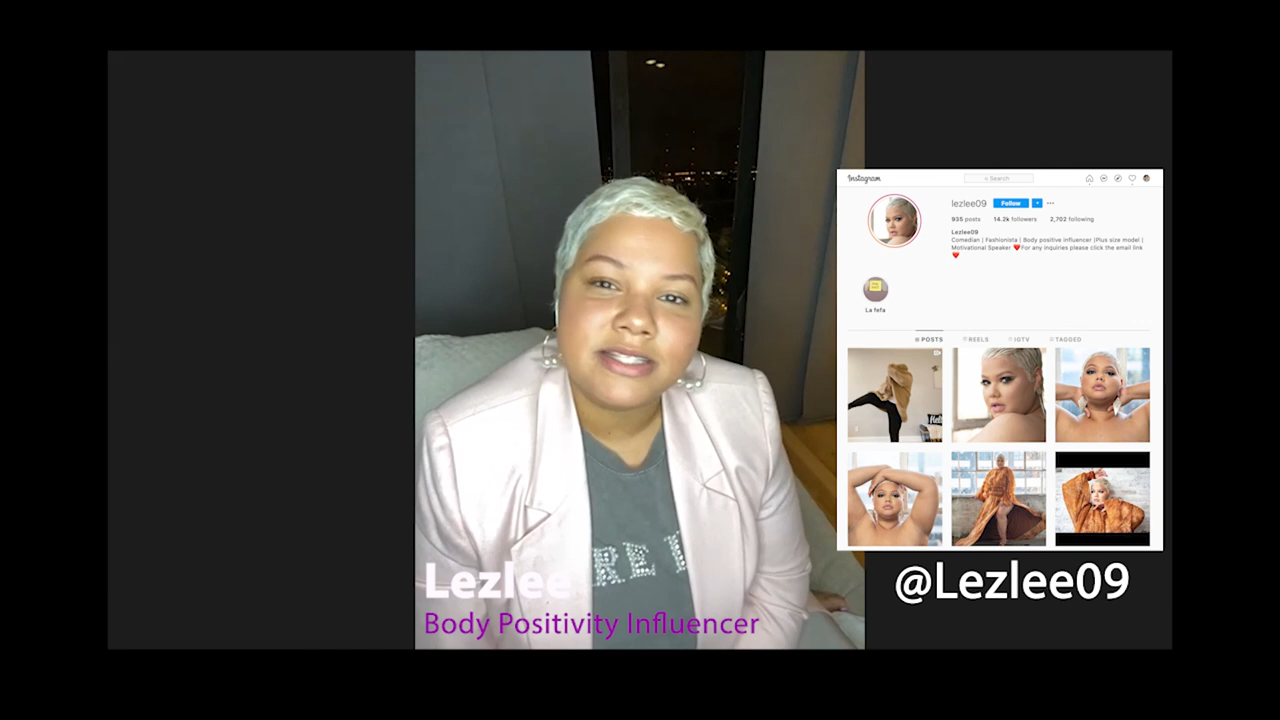 Instagram
Search
lezlee09 Follow
935 posts 14.2k followers 2,702 following
Lezlee09
Comedian | Fashionista | Body positive influencer |Plus size model |
Motivational Speaker ❤️For any inquiries please click the email link
❤️
La fefa
POSTS REELS IGTV TAGGED
REE
Lezlee
Body Positivity Influencer
@Lezlee09